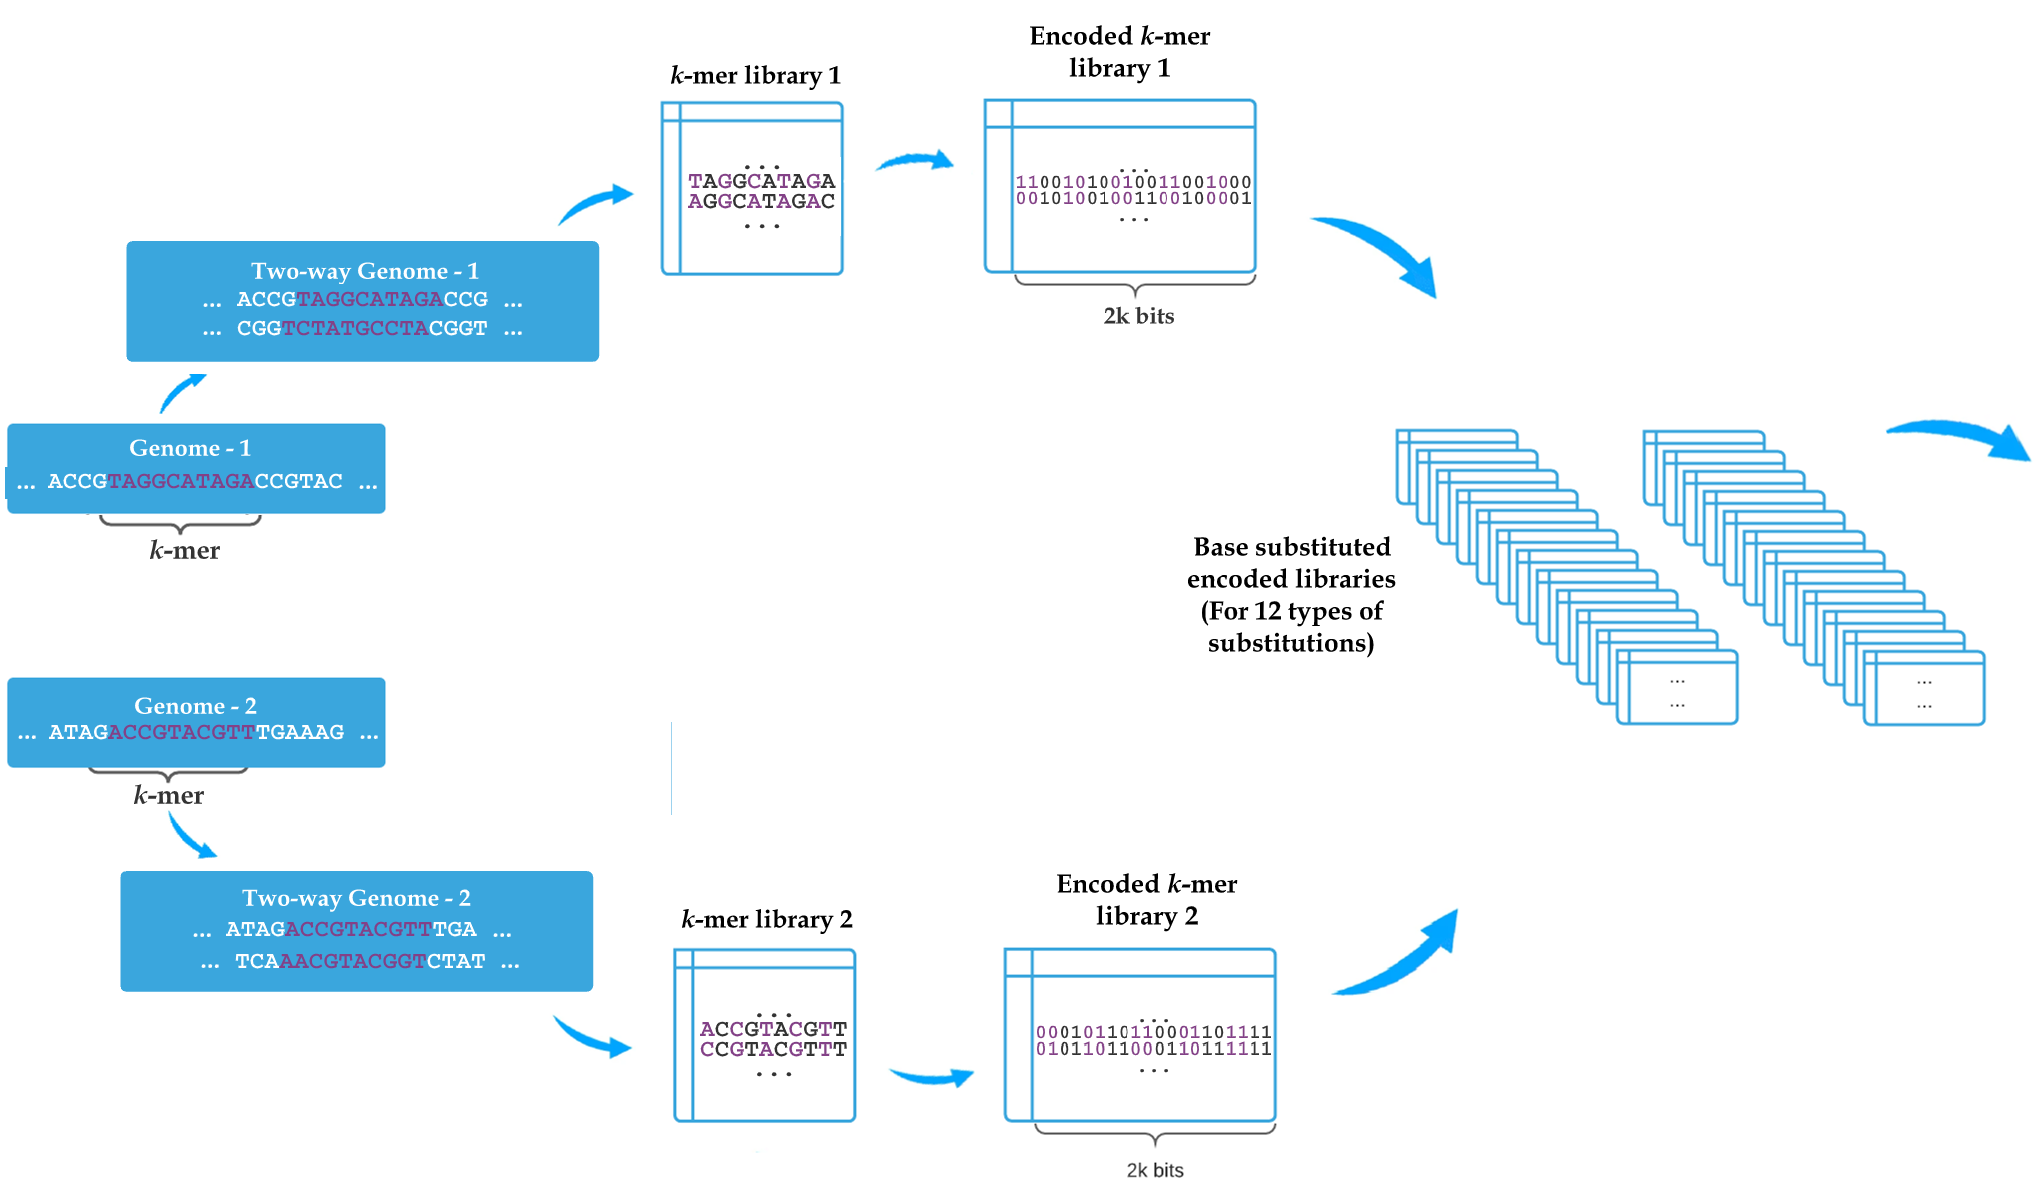 Encoded k-mer
library 1
k-mer library 1
...
TAGGCATAGA
AGGCATAGAC
...
...
11001010010011001000
00101001001100100001
...
2k bits
Two-way Genome - 1
... ACCGTAGGCATAGACCG ...
... CGGTCTATGCCTACGGT ...
Genome - 1
... ACCGTAGGCATAGACCGTAC ...
k-mer
Base substituted
encoded libraries
(For 12 types of
substitutions)
...
...
...
...
Genome - 2
... ATAGACCGTACGTTTGAAAG ...
k-mer
Two-way Genome - 2
... ATAGACCGTACGTTTGA ...
... TCAAACGTACGGTCTAT ...
k-mer library 2
...
ACCGTACGTT
CCGTACGTTT
...
Encoded k-mer
library 2
...
00010110110001101111
01011011000110111111
...
2k bits